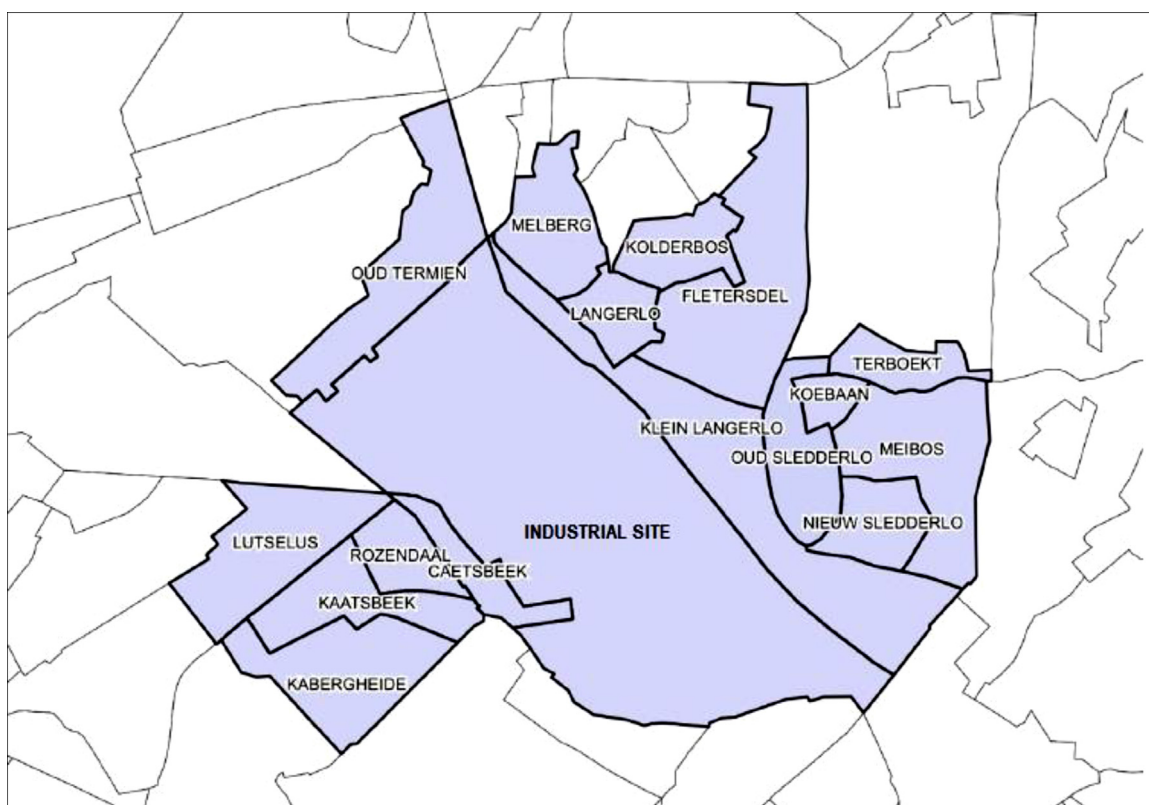 MELBERG
KOLDERBOS
OUD TERMIEN
FLETERSDEL
LANGERLO
TERBOEKT
KOEBAAN
KLEIN LANGERLO
MEIBOS
OUD SLEDDERLO
NIEUW SLEDDERLO
INDUSTRIAL SITE
LUTSELUS
ROZENDAAL
CAETSBEEK
KAATSBEEK
KABERGHEIDE